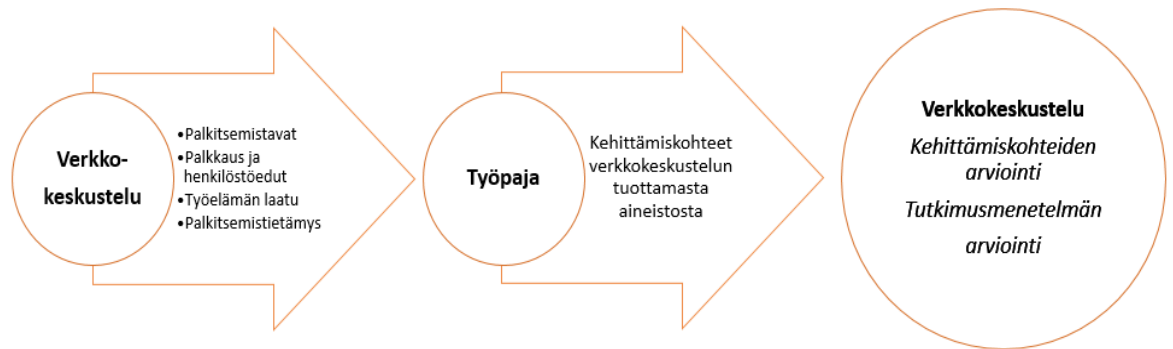 Verkko-
keskustelu
•Palkitsemistavat
•Palkkaus ja
henkilöstöedut
•Työelämän laatu
•Palkitsemistietämys
Työpaja
Kehittämiskohteet
verkkokeskustelun
tuottamasta
aineistosta
Verkkokeskustelu
Kehittämiskohteiden
arviointi
Tutkimusmenetelmän
arviointi